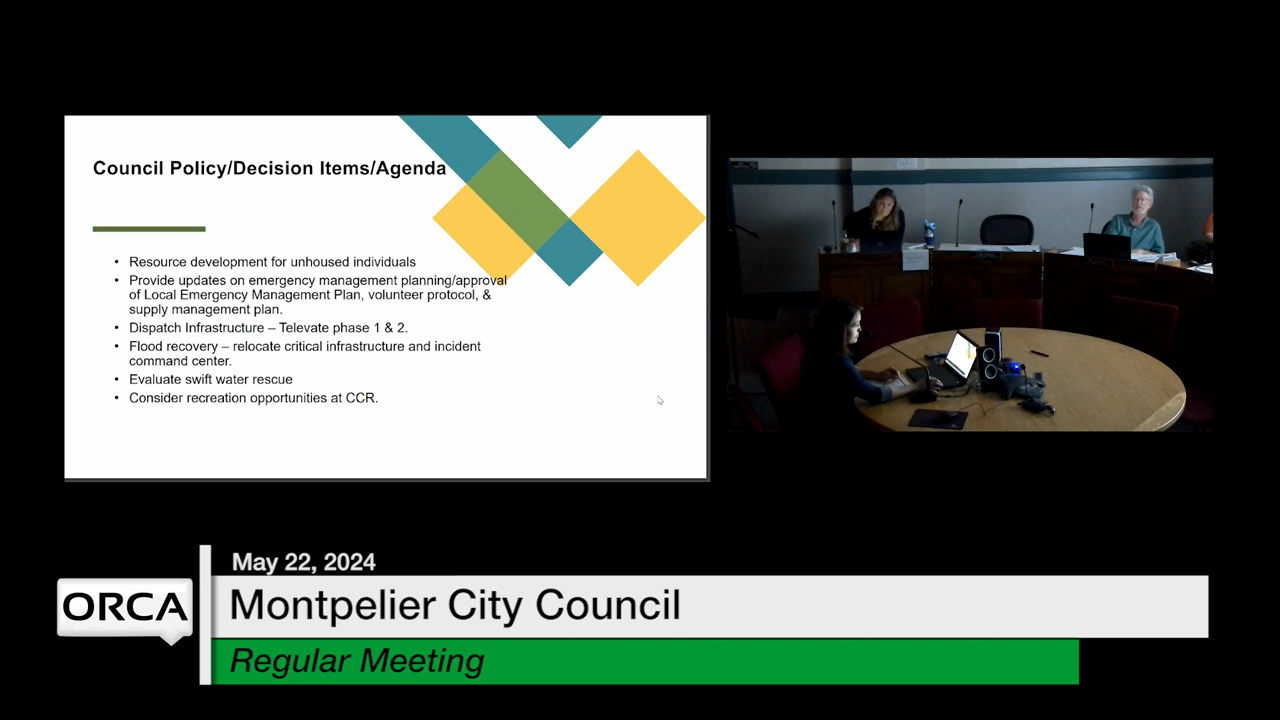 Council Policy/Decision Items/Agenda
• Resource development for unhoused individuals
• Provide updates on emergency management planning/approval
of Local Emergency Management Plan, volunteer protocol, &
supply management plan.
• Dispatch Infrastructure – Televate phase 1 & 2.
• Flood recovery – relocate critical infrastructure and incident
command center.
• Evaluate swift water rescue
• Consider recreation opportunities at CCR.
May 22, 2024
ORCA
Montpelier City Council
Regular Meeting